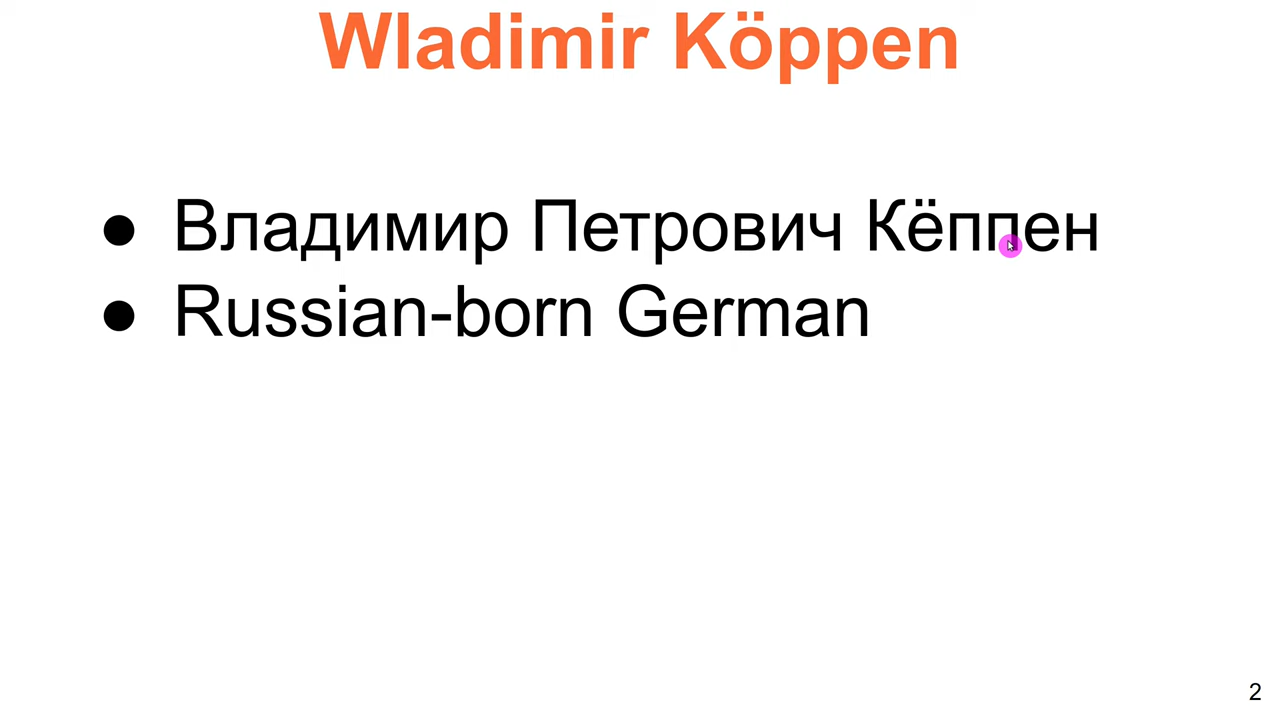 Wladimir Köppen
● Владимир Петрович Кёппен
● Russian-born German
2